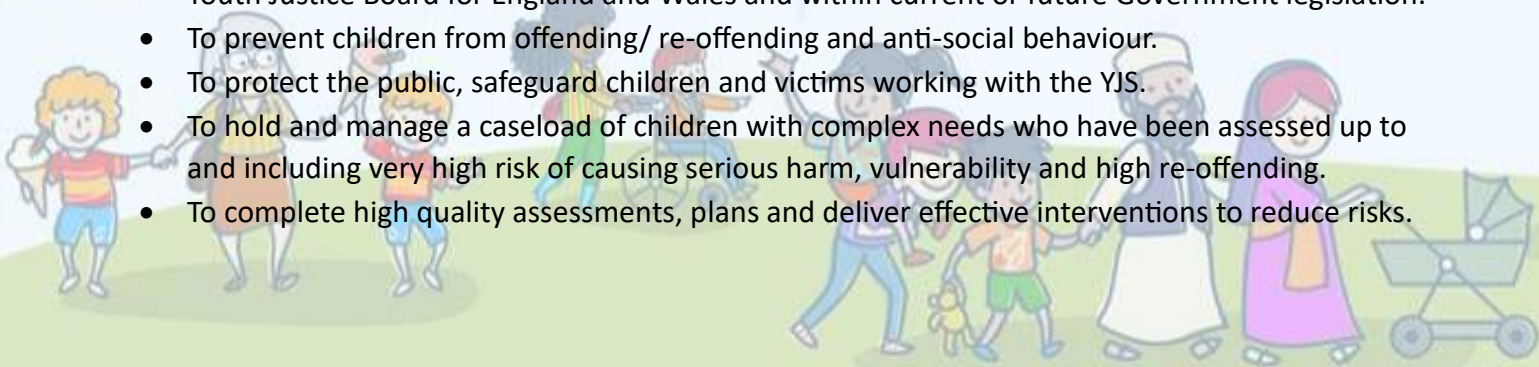 Youth Justice Board for England and Wales and within current or future Government legislation.
• To prevent children from offending/ re-offending and anti-social behaviour.
• To protect the public, safeguard children and victims working with the YJS.
• To hold and manage a caseload of children with complex needs who have been assessed up to
and including very high risk of causing serious harm, vulnerability and high re-offending.
• To complete high quality assessments, plans and deliver effective interventions to reduce risks.